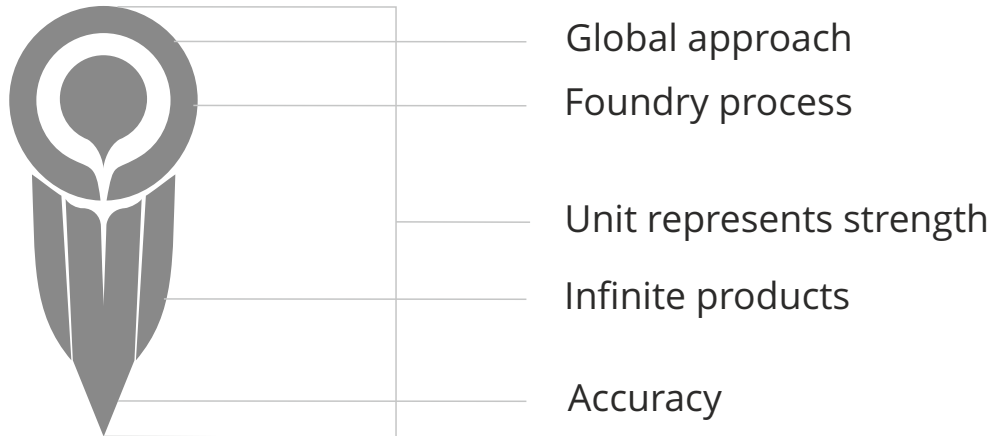 Global approach
Foundry process
Unit represents strength
Infinite products
Accuracy